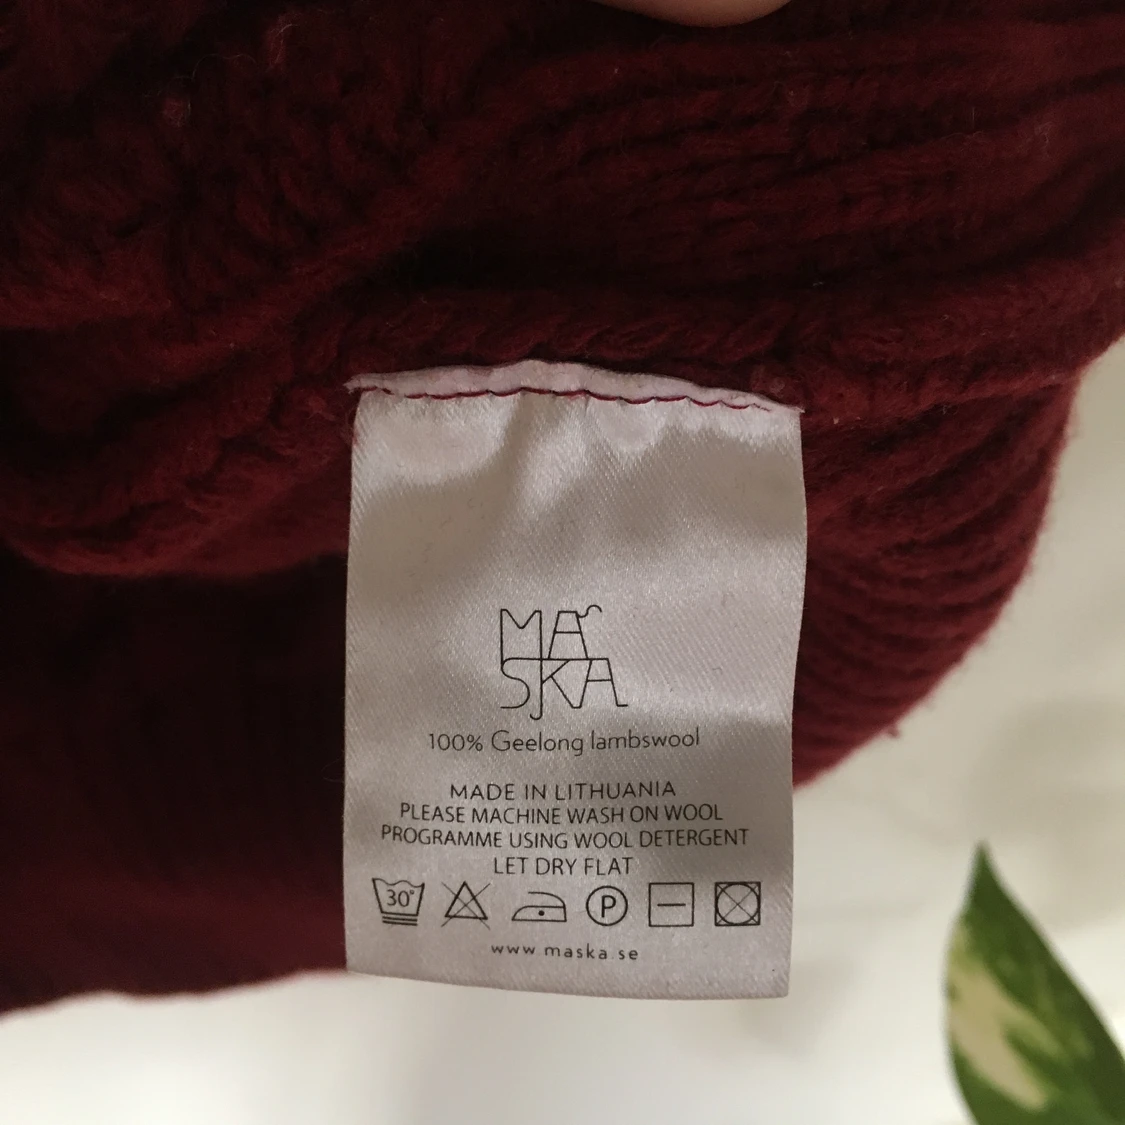 MA
SKA
100% Geelong lambswool
MADE IN LITHUANIA
PLEASE MACHINE WASH ON WOOL
PROGRAMME USING WOOL DETERGENT
LET DRY FLAT
30° P
www.maska.se